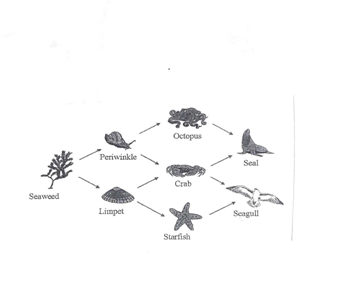 Octopus
Periwinkle
Seal
Crab
Seaweed
Limpet
Seagull
Starfish